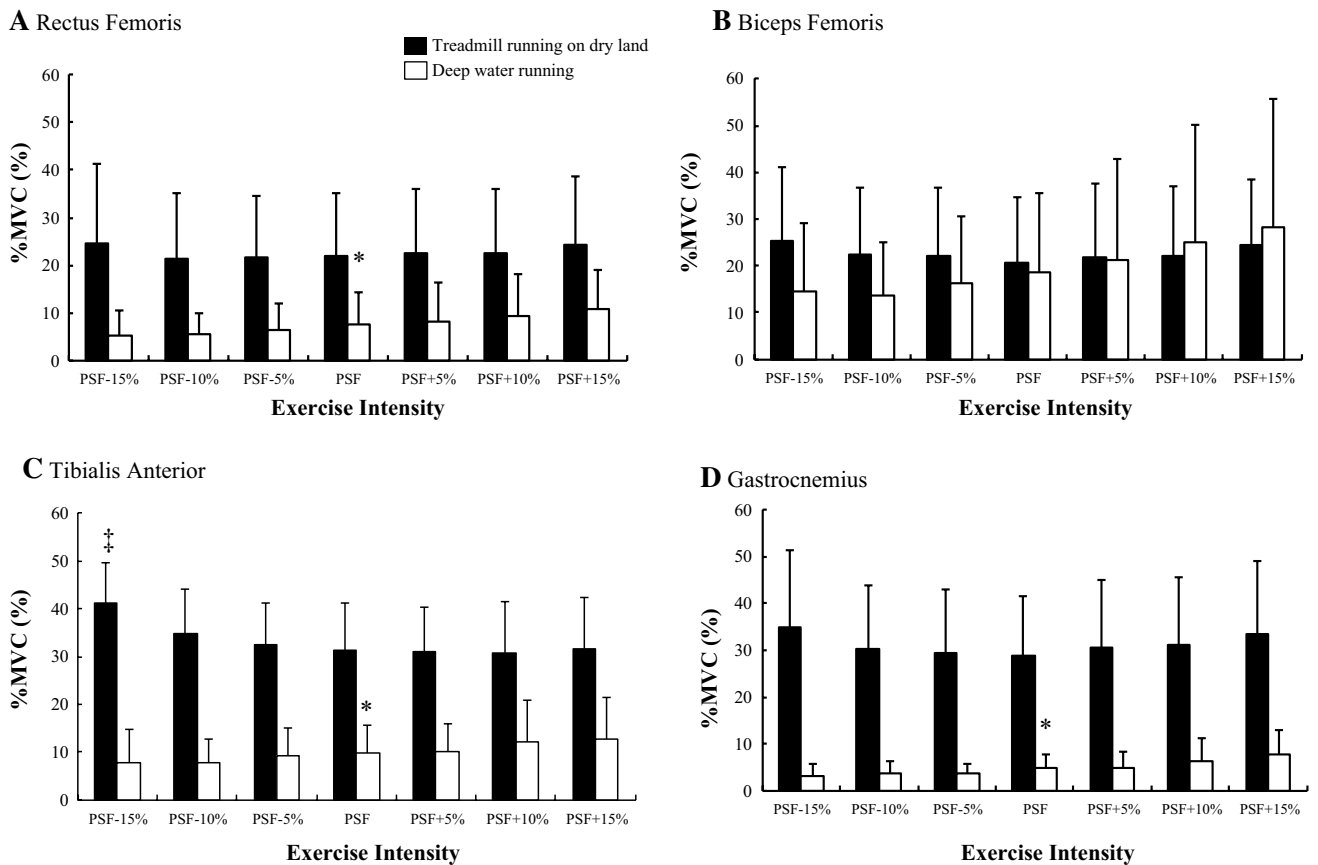 A Rectus Femoris
Treadmill running on dry land
Deep water running
%MVC (%)
60
50
40
30
20
10
0
*
PSF-15% PSF-10% PSF-5% PSF PSF+5% PSF+10% PSF+15%
Exercise Intensity
B Biceps Femoris
%MVC (%)
60
50
40
30
20
10
0
PSF-15% PSF-10% PSF-5% PSF PSF+5% PSF+10% PSF+15%
Exercise Intensity
C Tibialis Anterior
%MVC (%)
60
50
40
30
20
10
0
‡
*
PSF-15% PSF-10% PSF-5% PSF PSF+5% PSF+10% PSF+15%
Exercise Intensity
D Gastrocnemius
%MVC (%)
60
50
40
30
20
10
0
*
PSF-15% PSF-10% PSF-5% PSF PSF+5% PSF+10% PSF+15%
Exercise Intensity